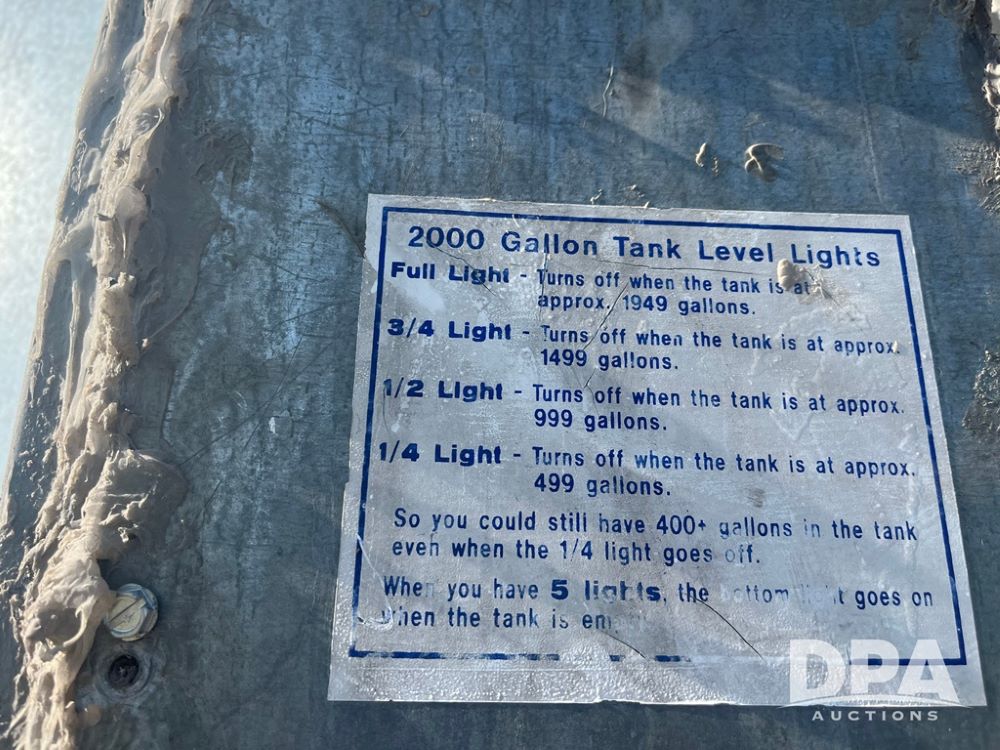 2000 Gallon Tank Level Lights
Full Light - Turns off when the tank is at
approx. 1949 gallons.
3/4 Light - Turns off when the tank is at approx.
1499 gallons.
1/2 Light - Turns off when the tank is at approx.
999 gallons.
1/4 Light - Turns off when the tank is at approx.
499 gallons.
So you could still have 400+ gallons in the tank
even when the 1/4 light goes off.
When you have 5 lights, the bottom light goes on
when the tank is
DPA
AUCTIONS